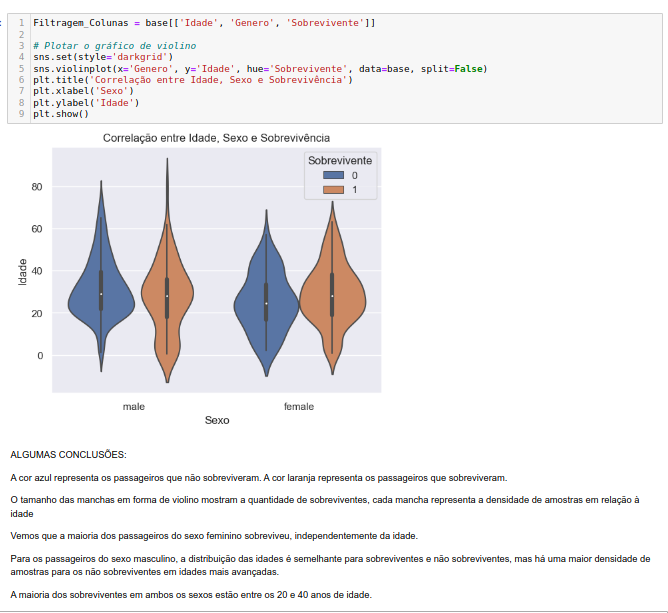 1 Filtragem_Colunas = base[['Idade', 'Genero', 'Sobrevivente']]
2
3 # Plotar o gráfico de violino
4 sns.set(style='darkgrid')
5 sns.violinplot(x='Genero', y='Idade', hue='Sobrevivente', data=base, split=False)
6 plt.title('Correlação entre Idade, Sexo e Sobrevivência')
7 plt.xlabel('Sexo')
8 plt.ylabel('Idade')
9 plt.show()
Correlação entre Idade, Sexo e Sobrevivência
Sobrevivente
0
1
80
60
40
20
0
Idade
male female
Sexo
ALGUMAS CONCLUSÕES:
A cor azul representa os passageiros que não sobreviveram. A cor laranja representa os passageiros que sobreviveram.
O tamanho das manchas em forma de violino mostram a quantidade de sobreviventes, cada mancha representa a densidade de amostras em relação à
idade
Vemos que a maioria dos passageiros do sexo feminino sobreviveu, independentemente da idade.
Para os passageiros do sexo masculino, a distribuição das idades é semelhante para sobreviventes e não sobreviventes, mas há uma maior densidade de
amostras para os não sobreviventes em idades mais avançadas.
A maioria dos sobreviventes em ambos os sexos estão entre os 20 e 40 anos de idade.